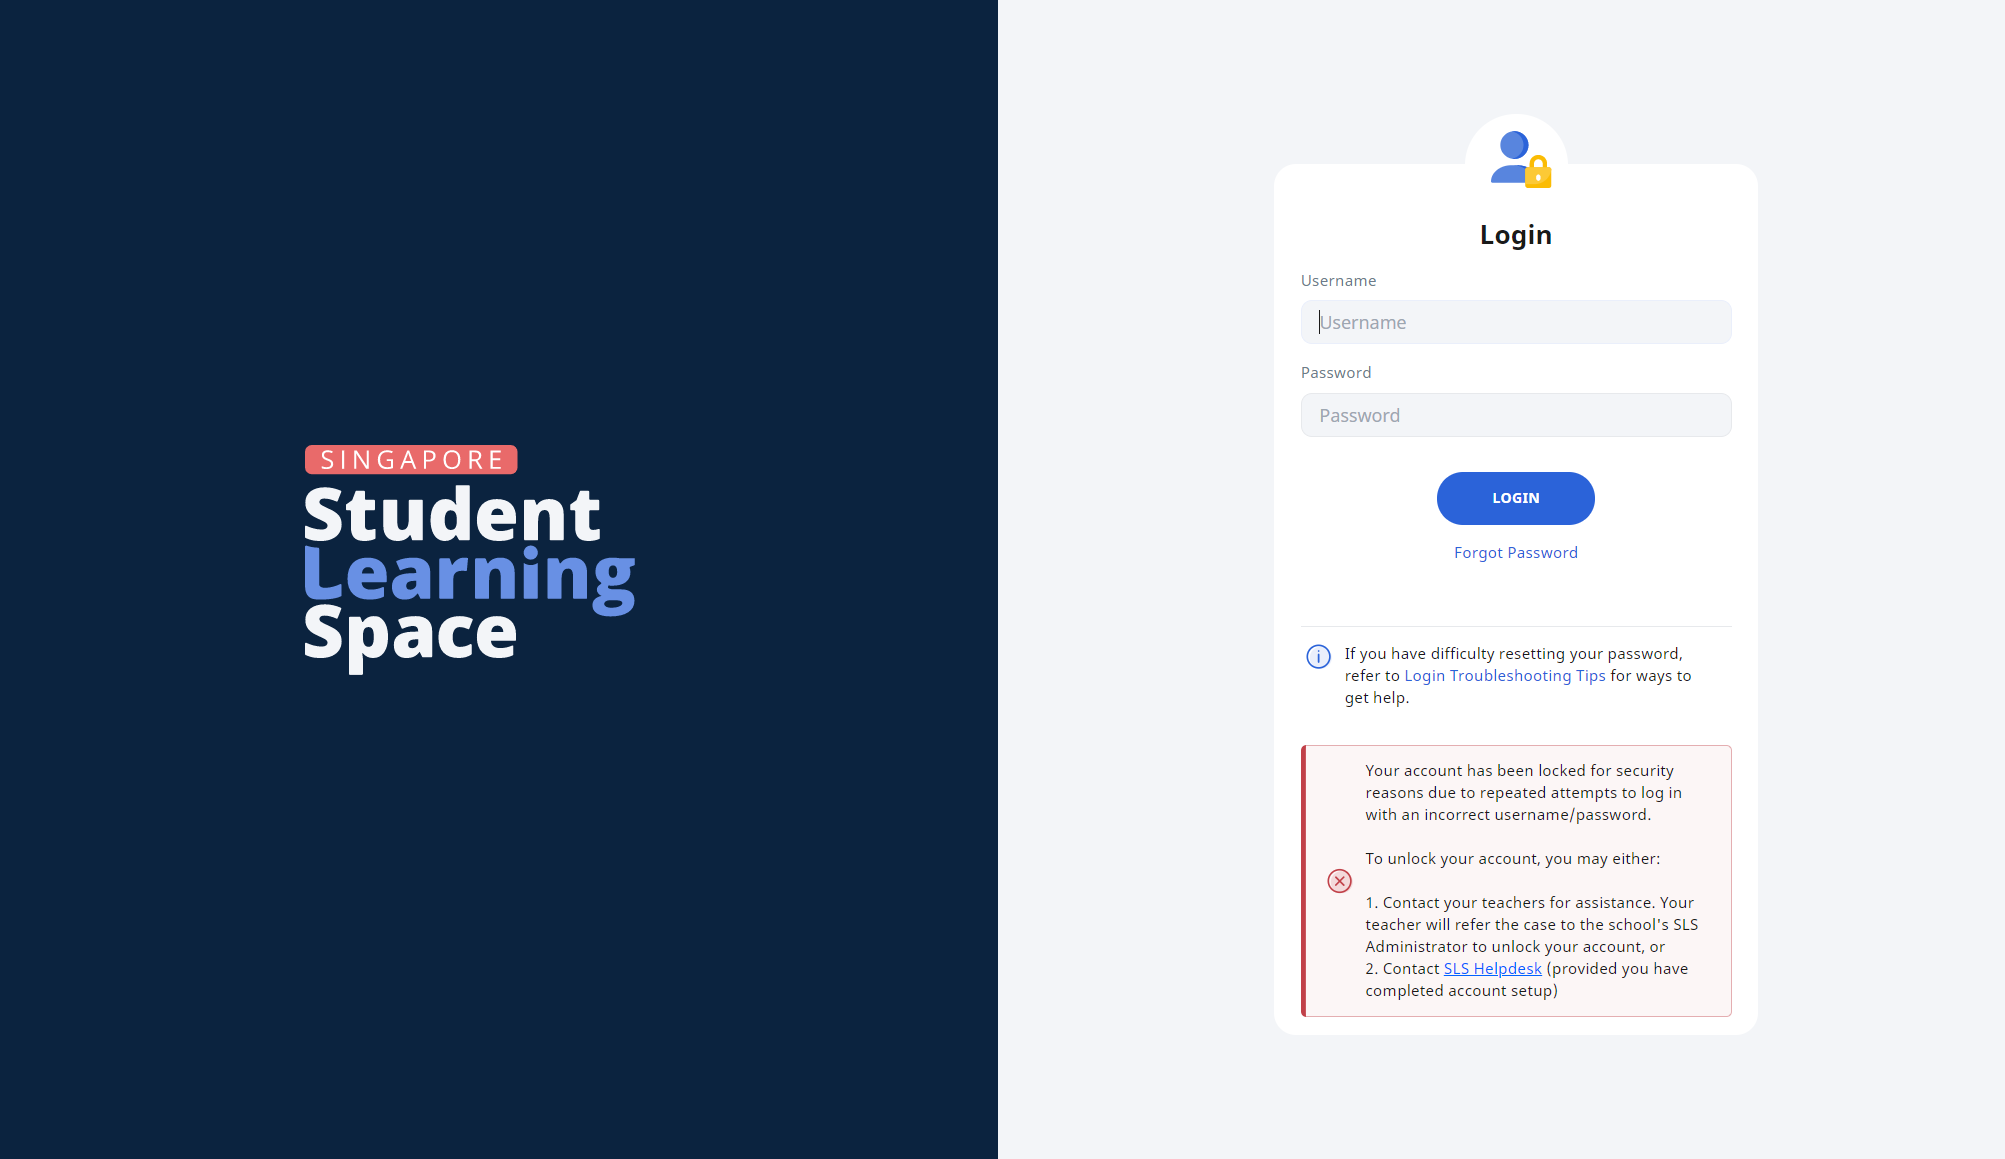 SINGAPORE
Student
Learning
Space
Login
Username
Username
Password
Password
LOGIN
Forgot Password
If you have difficulty resetting your password,
refer to Login Troubleshooting Tips for ways to
get help.
Your account has been locked for security
reasons due to repeated attempts to log in
with an incorrect username/password.
To unlock your account, you may either:
1. Contact your teachers for assistance. Your
teacher will refer the case to the school's SLS
Administrator to unlock your account, or
2. Contact SLS Helpdesk (provided you have
completed account setup)